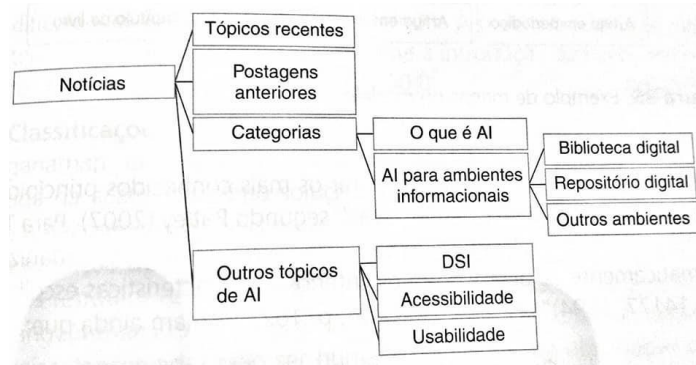 Notícias
Tópicos recentes
Postagens
anteriores
Categorias
O que é AI
AI para ambientes
informacionais
Biblioteca digital
Repositório digital
Outros ambientes
Outros tópicos
de AI
DSI
Acessibilidade
Usabilidade